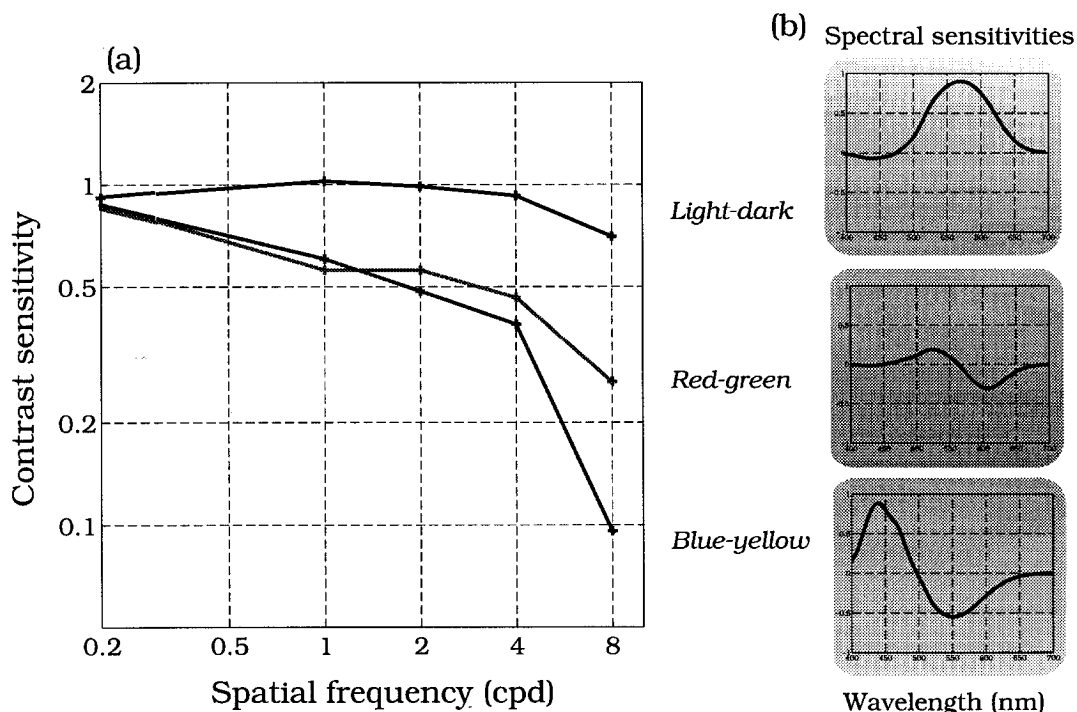 (a)
(b)
Spectral sensitivities
2
1
0.5
0.2
0.1
Contrast sensitivity
0.2
0.5
1
2
4
8
Spatial frequency (cpd)
Light-dark
Red-green
Blue-yellow
Wavelength (nm)